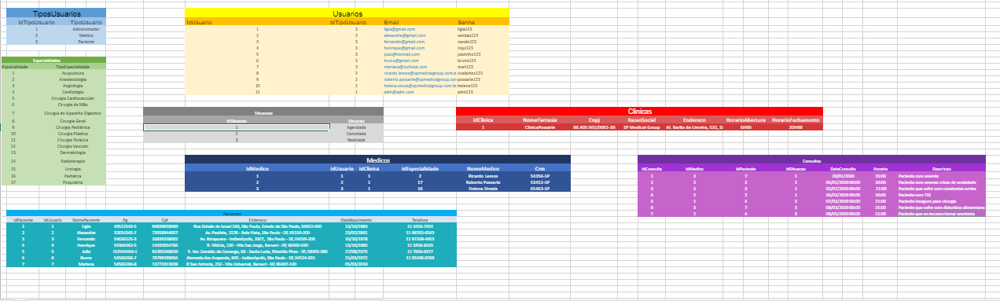 TiposUsuarios
IdTipoUsuario TipoUsuario
1 Administrador
2 Medico
3 Paciente
Usuarios
IdUsuario IdTipoUsuario Email Senha
1 3 ligia@gmail.com ligia123
2 3 alexandre@gmail.com xandao123
3 3 fernando@gmail.com nando123
4 3 henrique@gmail.com riqui123
5 3 joao@hotmail.com joazinho123
6 3 bruno@gmail.com bruno123
7 3 mariana@outlook.com mari123
8 2 ricardo.lemos@spmedicalgroup.com.b ricalemos123
9 2 roberto.possarle@spmedicalgroup.con possarle123
10 2 helena.souza@spmedicalgroup.com.br helena123
11 1 adm@adm.com adm123
Especialidades
Especialidade TipoEspecialidade
1 Acupuntura
2 Anestesiologia
3 Angiologia
4 Cardiologia
5 Cirurgia Cardiovascular
6 Cirurgia da Mão
7 Cirurgia do Aparelho Digestivo
8 Cirurgia Geral
9 Cirurgia Pediátrica
10 Cirurgia Plástica
11 Cirurgia Torácica
12 Cirurgia Vascular
13 Dermatologia
14 Radioterapia
15 Urologia
16 Pediatria
17 Psiquiatria
Situacoes
IdSituacao Situacao
1 Agendada
2 Cancelada
3 Realizada
Clinicas
IdClinica NomeFantasia Cnpj RazaoSocial Endereco HorarioAbertura HorarioFechamento
1 ClinicaPossarle 86.400.902/0001-30 SP Medical Group Al. Barão de Limeira, 532, S 6H00 20H00
Medicos
IdMedico IdUsuario IdClinica IdEspecialidade NomeMedico Crm
1 1 1 2 Ricardo Lemos 54356-SP
2 2 1 17 Roberto Possarle 53452-SP
3 3 1 16 Helena Strada 65463-SP
Consultas
IdConsulta IdMedico IdPaciente IdSituacao DataConsulta Horario Descricao
1 3 7 1 20/01/2020 15:00 Paciente com anemia
2 2 2 2 06/01/2020 00:00 10:00 Paciente com severas crises de ansiedade
3 2 3 1 02/07/2020 00:00 11:00 Paciente que sofre com constantes surtos
4 2 2 1 06/02/2020 00:00 10:00 Paciente com
5 1 4 2 07/02/2020 00:00 11:00 Paciente para cirurgia
6 3 7 3 08/03/2020 00:00 15:00 Paciente que sofre com disturbios alimentares
7 1 4 3 09/03/2020 00:00 11:00 Paciente que se recusou tomar anestesia
Pacientes
IdPaciente IdUsuario NomePaciente Rg Cpf Endereco DataNascimento Telefone
1 1 Ligia 43522543-5 94839859000 Rua Estado de Israel 240, São Paulo, Estado de São Paulo, 04022-000 13/10/1983 11 3456-7654
2 2 Alexandre 32654345-7 73556944057 Av. Paulista, 1578 - Bela Vista, São Paulo - SP, 01310-200 23/07/2001 11 98765-6543
3 3 Fernando 54636525-3 16839338002 Av. Ibirapuera - Indianópolis, 2927, São Paulo - SP, 04029-200 10/10/1978 11 97208-4453
4 4 Henrique 54366362-5 14332654765 R. Vitória, 120 - Vila Sao Jorge, Barueri - SP, 06402-030 13/10/1985 11 3456-6543
5 5 João 91305348010 R. Ver. Geraldo de Camargo, 66 - Santa Luzia, Ribeirão Pires - SP, 09405-380 27/08/1975 11 7656-6377
6 6 Bruno 54566266-7 79799299004 Alameda dos Arapanés, 945 - Indianópolis, São Paulo - SP, 04524-001 21/03/1972 11 95436-8769
7 7 Mariana 54566266-8 13771913039 R Sao Antonio, 232 - Vila Universal, Barueri - SP, 06407-140 05/03/2018